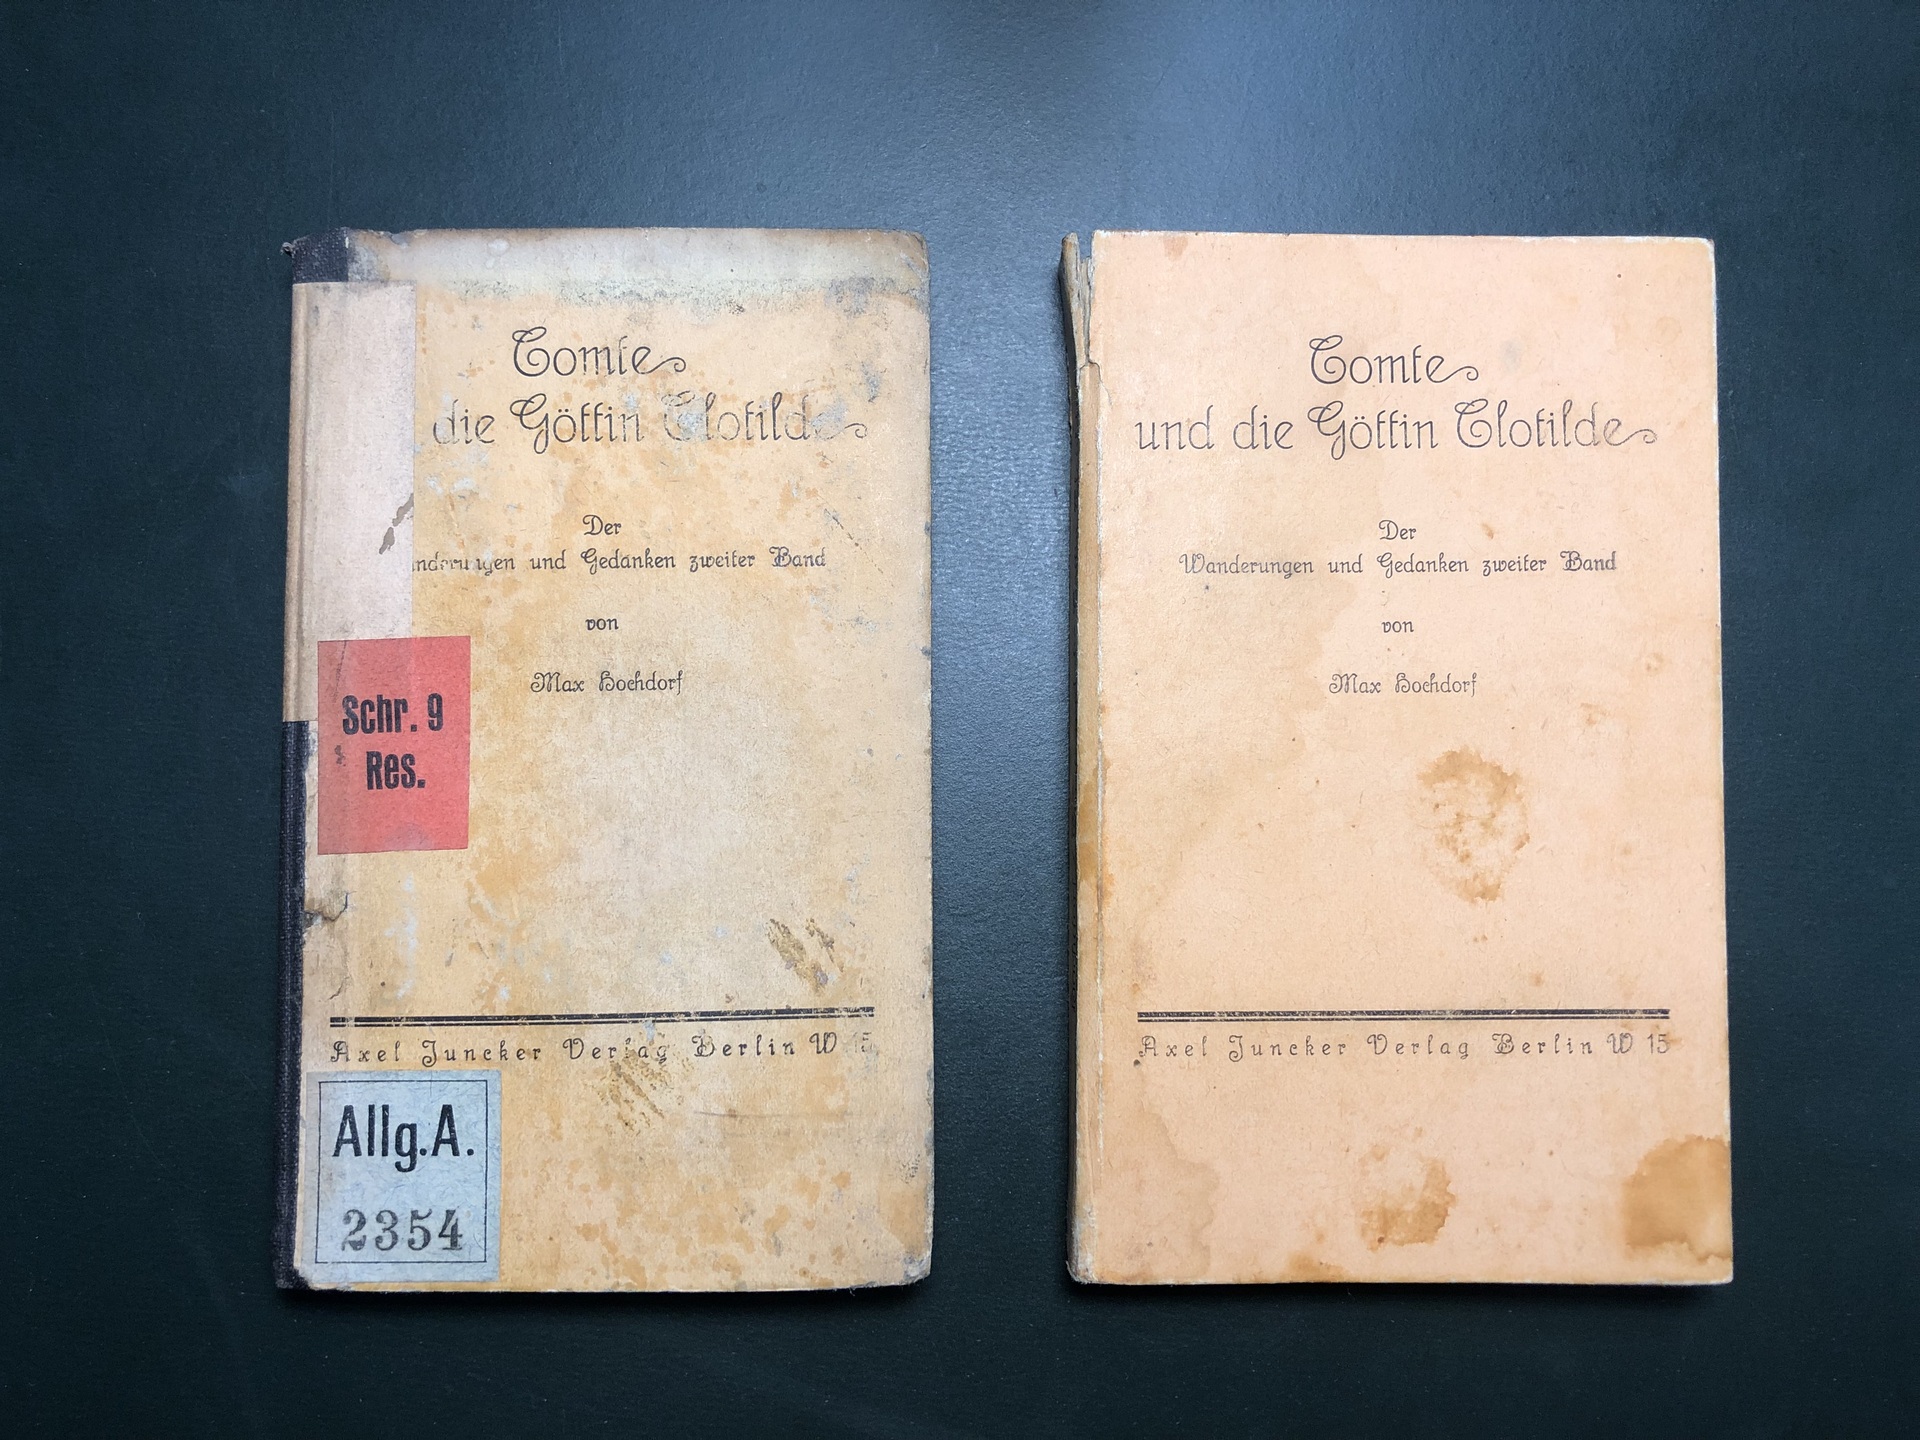 Comte
die Göttin Clotilde
Der
anderungen und Gedanken zweiter Band
von
Max Hochdorf
Schr. 9
Res.
Axel Juncker Verlag Berlin W 15
Allg.A.
2354
Comte
und die Göttin Clotilde
Der
Wanderungen und Gedanken zweiter Band
von
Max Hochdorf
Axel Juncker Verlag Berlin W 15